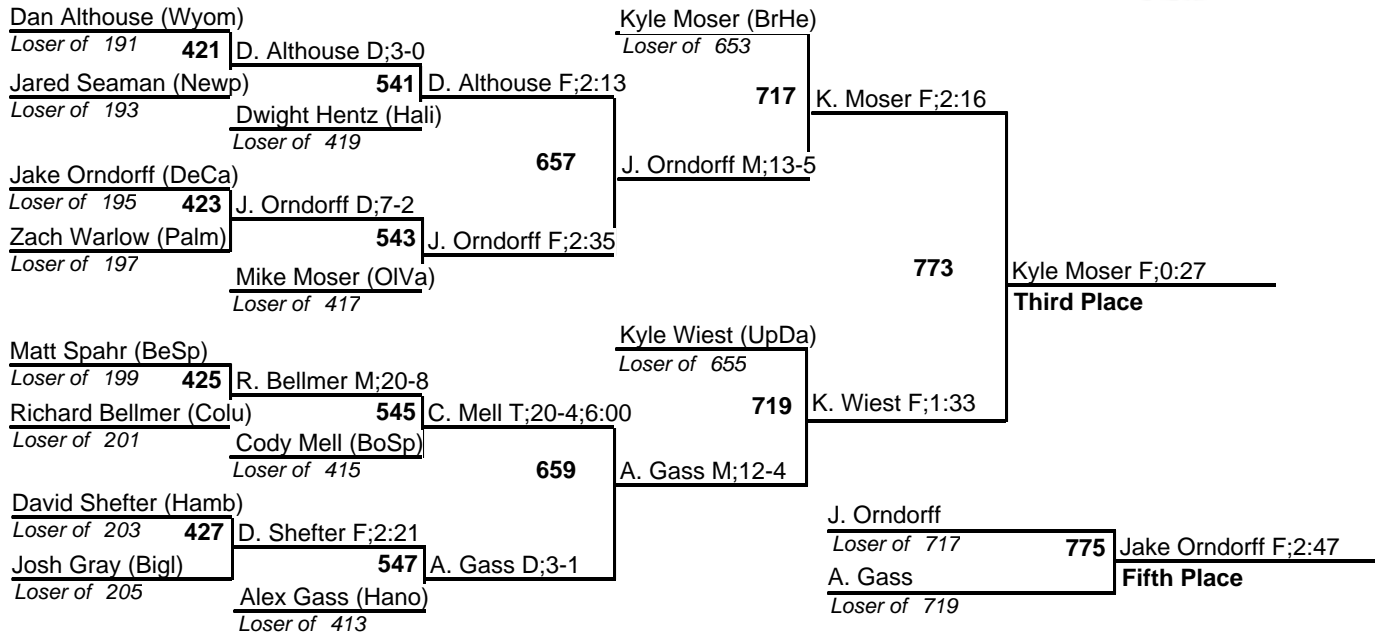 Dan Althouse (Wyom)
Loser of 191
421
D. Althouse D;3-0
Jared Seaman (Newp)
Loser of 193
541
D. Althouse F;2:13
Dwight Hentz (Hali)
Loser of 419
657
Jake Orndorff (DeCa)
Loser of 195
423
J. Orndorff D;7-2
Zach Warlow (Palm)
Loser of 197
543
J. Orndorff F;2:35
Mike Moser (OlVa)
Loser of 417
Kyle Moser (BrHe)
Loser of 653
717
K. Moser F;2:16
J. Orndorff M;13-5
773
Kyle Moser F;0:27
Third Place
Matt Spahr (BeSp)
Loser of 199
425
R. Bellmer M;20-8
Richard Bellmer (Colu)
Loser of 201
545
C. Mell T;20-4;6:00
Cody Mell (BoSp)
Loser of 415
659
David Shefter (Hamb)
Loser of 203
427
D. Shefter F;2:21
Josh Gray (Bigl)
Loser of 205
547
A. Gass D;3-1
Alex Gass (Hano)
Loser of 413
Kyle Wiest (UpDa)
Loser of 655
719
K. Wiest F;1:33
A. Gass M;12-4
J. Orndorff
Loser of 717
775
Jake Orndorff F;2:47
A. Gass
Fifth Place
Loser of 719